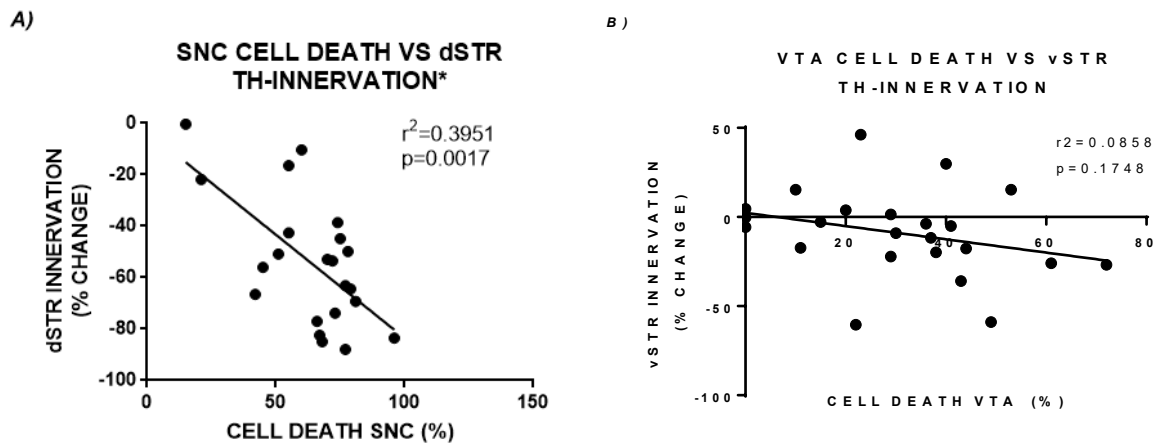 A)
SNC CELL DEATH VS dSTR
TH-INNERVATION*
r²=0.3951
p=0.0017
0
-20
-40
-60
-80
-100
dSTR INNERVATION
(% CHANGE)
0 50 100 150
CELL DEATH SNC (%)
B)
VTA CELL DEATH VS vSTR
TH-INNERVATION
r2=0.0858
p=0.1748
50
0
-50
-100
vSTR INNERVATION
(% CHANGE)
20 40 60 80
CELL DEATH VTA (%)